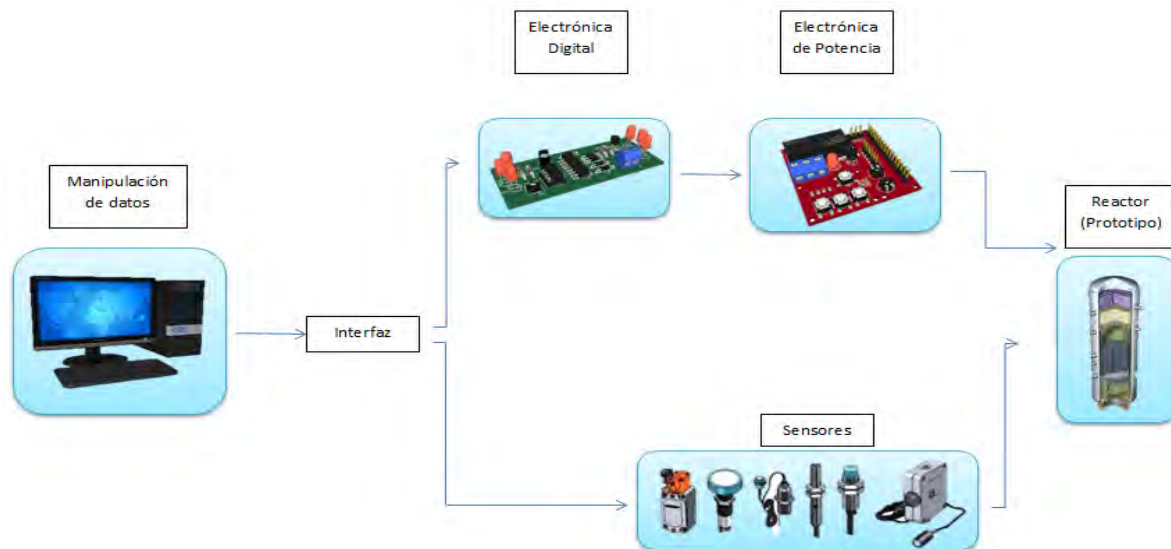 Electrónica
Digital
Electrónica
de Potencia
Manipulación
de datos
Reactor
(Prototipo)
Interfaz
Sensores